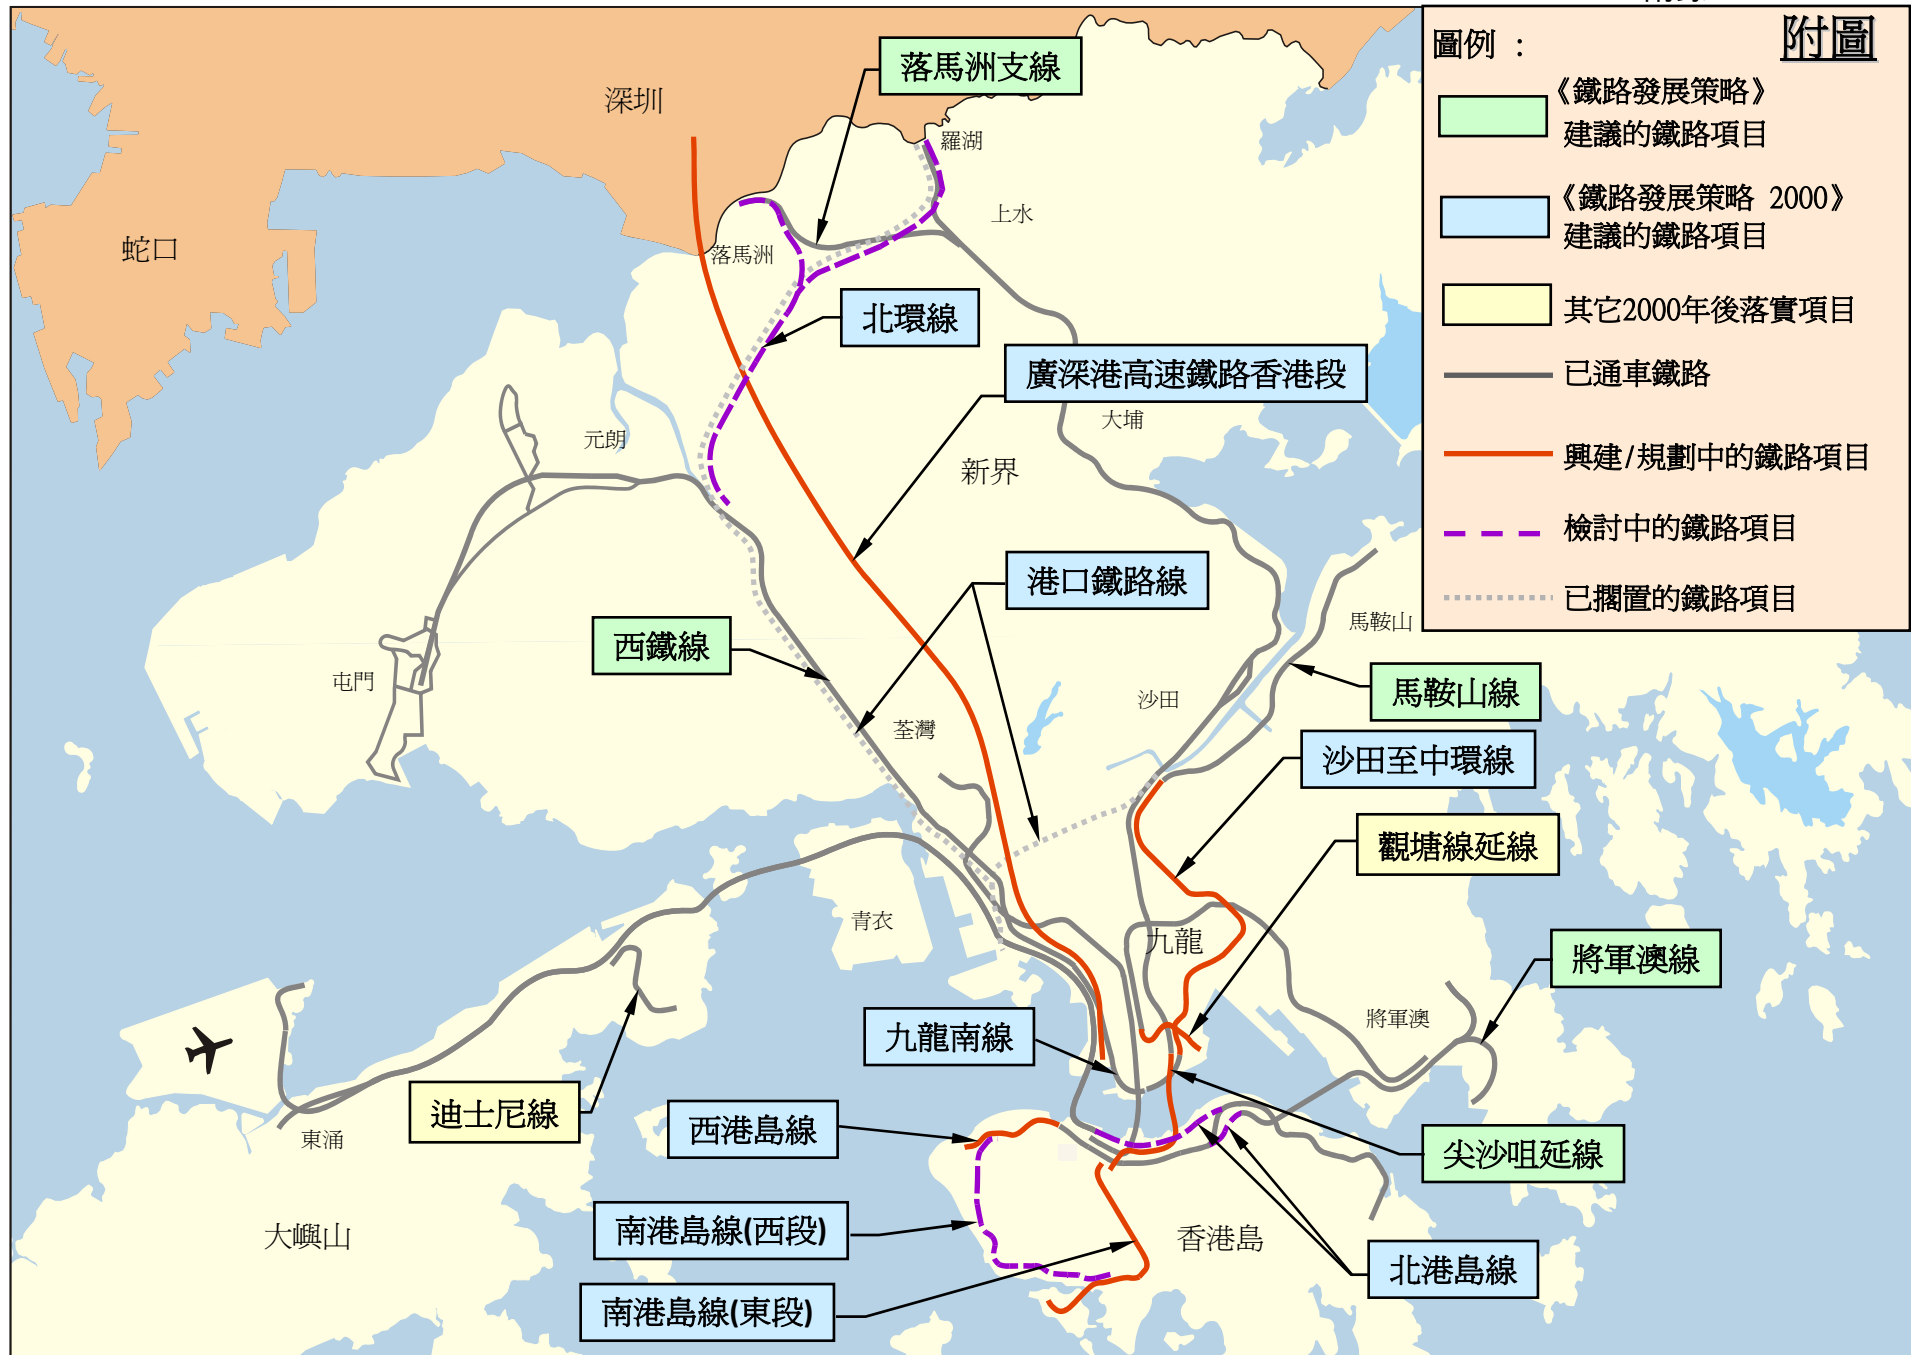 附圖
圖例 :
《鐵路發展策略》
建議的鐵路項目
《鐵路發展策略 2000》
建議的鐵路項目
其它2000年後落實項目
已通車鐵路
興建/規劃中的鐵路項目
檢討中的鐵路項目
已擱置的鐵路項目
落馬洲支線
深圳
羅湖
上水
蛇口
落馬洲
北環線
廣深港高速鐵路香港段
大埔
元朗
新界
港口鐵路線
馬鞍山
西鐵線
屯門
沙田
馬鞍山線
荃灣
沙田至中環線
觀塘線延線
青衣
九龍
將軍澳線
將軍澳
九龍南線
迪士尼線
西港島線
東涌
尖沙咀延線
南港島線(西段)
大嶼山
香港島
北港島線
南港島線(東段)